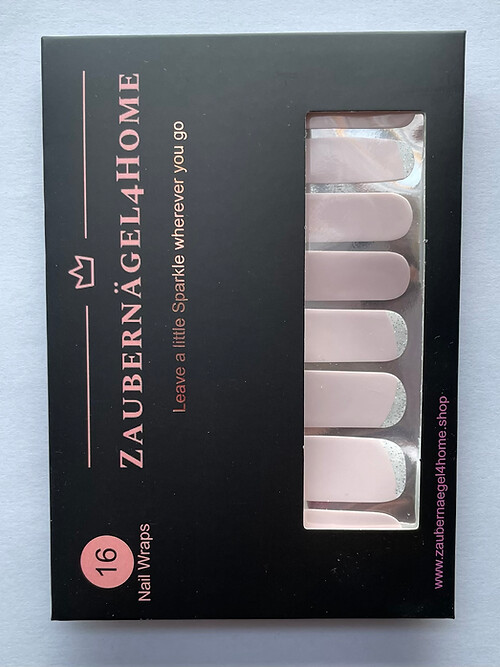 ZAUBERNÄGEL4HOME
Leave a little Sparkle wherever you go
16
Nail Wraps
www.zaubernaegel4home.shop